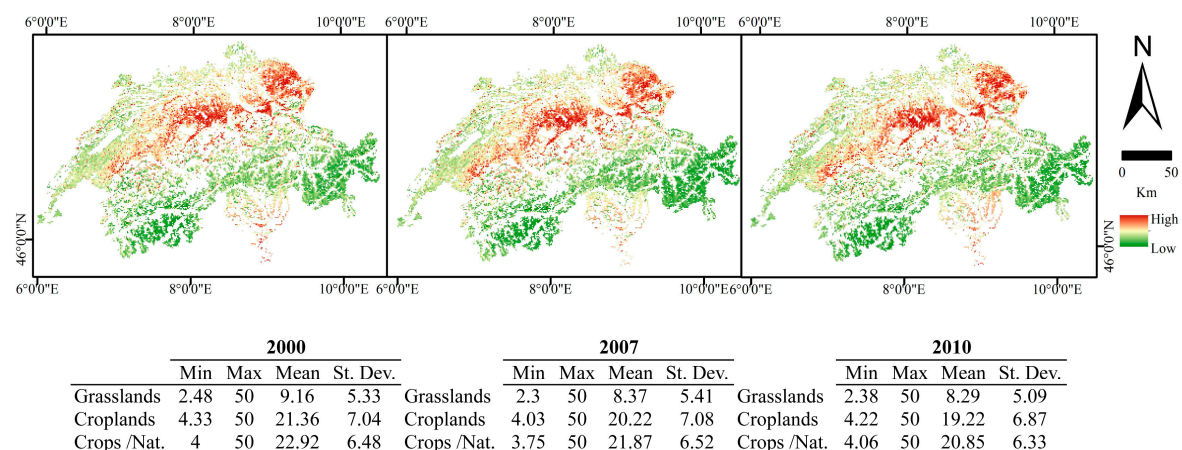 6°0'0"E 8°0'0"E 10°0'0"E 6°0'0"E 8°0'0"E 10°0'0"E 6°0'0"E 8°0'0"E 10°0'0"E
N
0 50
Km
High
Low
46°0'0"N 46°0'0"N
6°0'0"E 8°0'0"E 10°0'0"E 6°0'0"E 8°0'0"E 10°0'0"E 6°0'0"E 8°0'0"E 10°0'0"E
2000 2007 2010
Min Max Mean St. Dev. Min Max Mean St. Dev. Min Max Mean St. Dev.
Grasslands 2.48 50 9.16 5.33 Grasslands 2.3 50 8.37 5.41 Grasslands 2.38 50 8.29 5.09
Croplands 4.33 50 21.36 7.04 Croplands 4.03 50 20.22 7.08 Croplands 4.22 50 19.22 6.87
Crops /Nat. 4 50 22.92 6.48 Crops /Nat. 3.75 50 21.87 6.52 Crops /Nat. 4.06 50 20.85 6.33